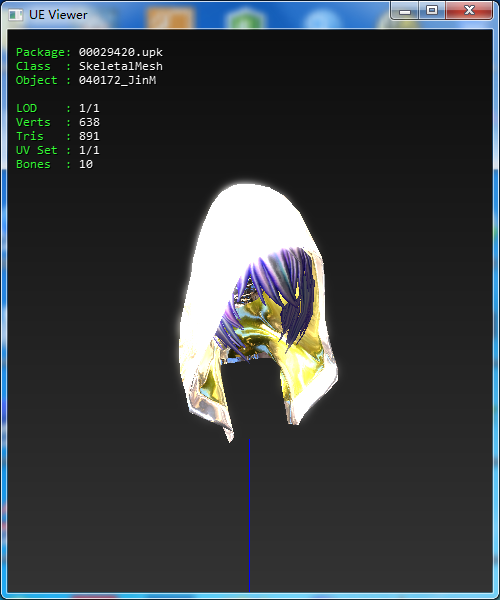 UE Viewer
Package: 00029420.upk
Class : SkeletalMesh
Object : 040172_JinM
LOD : 1/1
Verts : 638
Tris : 891
UV Set : 1/1
Bones : 10